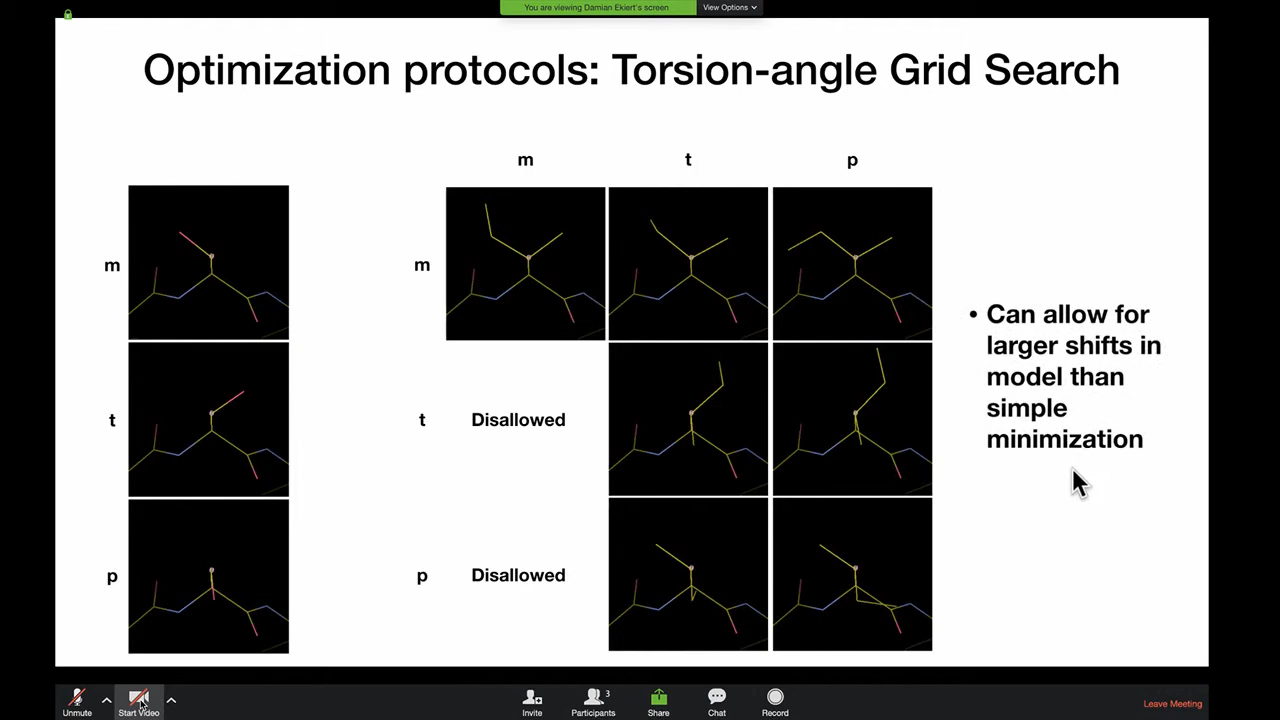 You are viewing Damian Ekiert's screen
View Options
Optimization protocols: Torsion-angle Grid Search
m t p
m m
t t Disallowed
p p Disallowed
• Can allow for
larger shifts in
model than
simple
minimization
Unmute
Start Video
Invite
Participants 3
Share
Chat
Record
Leave Meeting